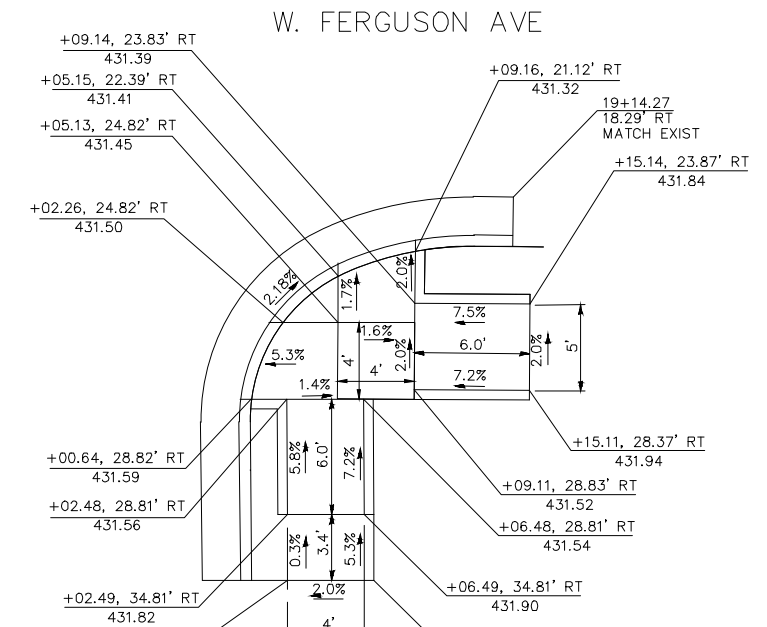 W. FERGUSON AVE
+09.14, 23.83' RT
431.39
+05.15, 22.39' RT
431.41
+05.13, 24.82' RT
431.45
+02.26, 24.82' RT
431.50
+09.16, 21.12' RT
431.32
19+14.27
18.29' RT
MATCH EXIST
+15.14, 23.87' RT
431.84
2.18%
1.7%
2.0%
7.5%
1.6%
6.0'
2.0%
5'
5.3%
4'
4'
2.0%
7.2%
1.4%
+15.11, 28.37' RT
431.94
+00.64, 28.82' RT
431.59
5.8%
6.0'
7.2%
+09.11, 28.83' RT
431.52
+02.48, 28.81' RT
431.56
+06.48, 28.81' RT
431.54
0.3%
3.4'
5.3%
+02.49, 34.81' RT
431.82
2.0%
+06.49, 34.81' RT
431.90
4'